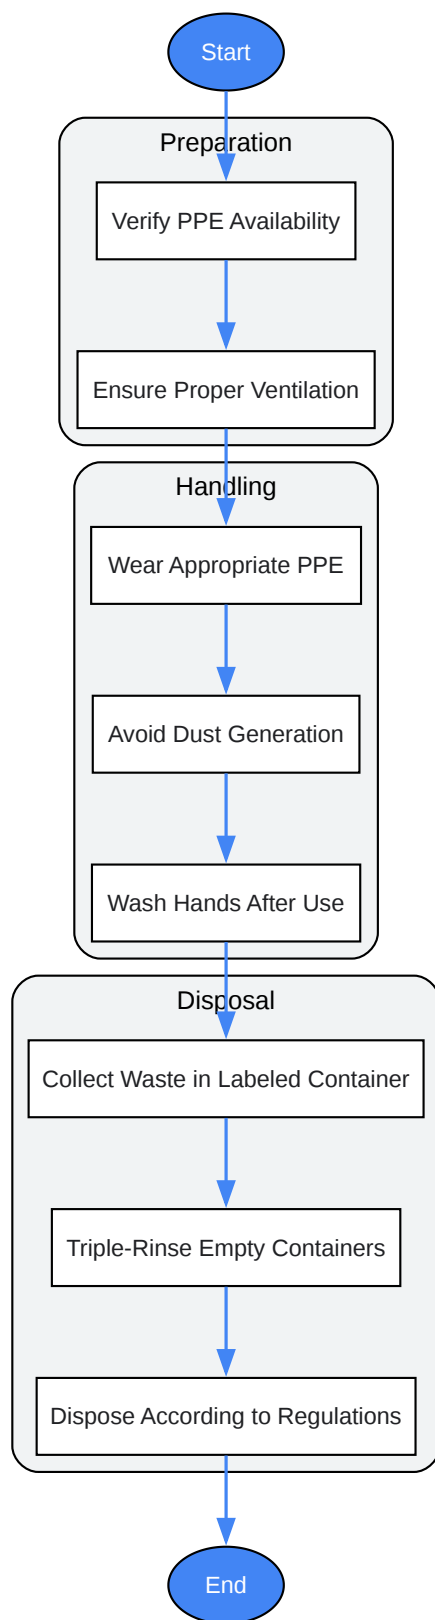 Start
Preparation
Verify PPE Availability
Ensure Proper Ventilation
Handling
Wear Appropriate PPE
Avoid Dust Generation
Wash Hands After Use
Disposal
Collect Waste in Labeled Container
Triple-Rinse Empty Containers
Dispose According to Regulations
End